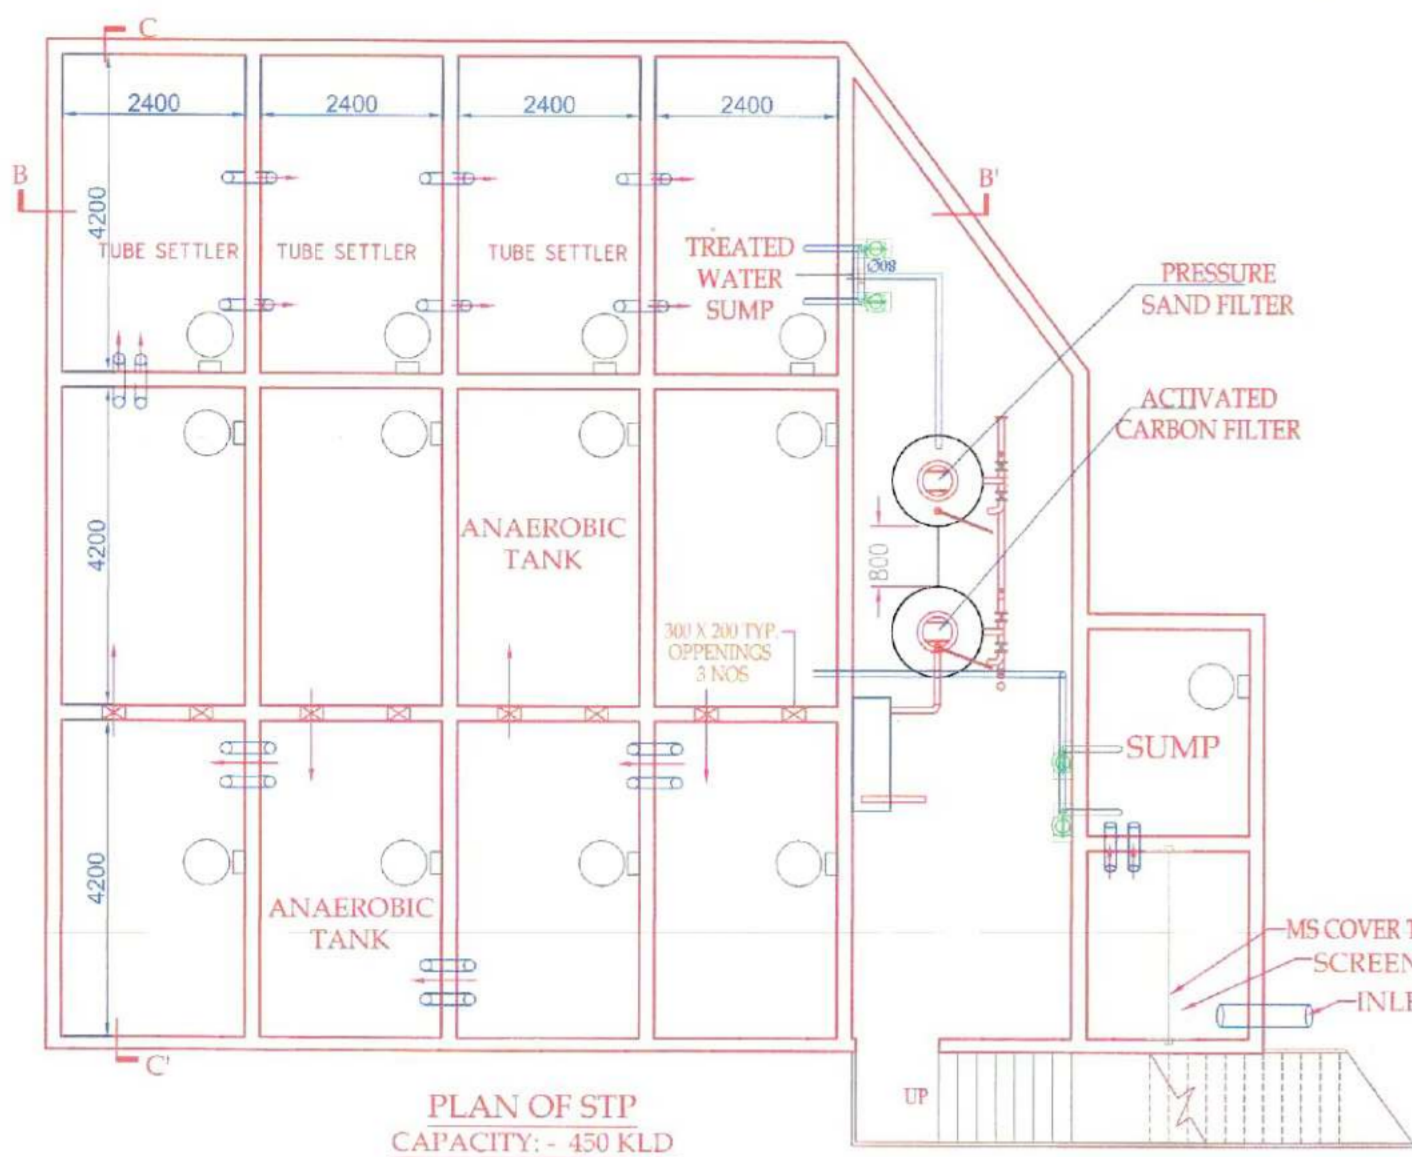 C
2400
2400
2400
2400
B
B'
4200
TUBE SETTLER
TUBE SETTLER
TUBE SETTLER
TREATED
WATER
SUMP
Ø08
PRESSURE
SAND FILTER
ACTIVATED
CARBON FILTER
4200
ANAEROBIC
TANK
800
300 X 200 TYP.
OPPENINGS
3 NOS
SUMP
4200
ANAEROBIC
TANK
MS COVER T
SCREEN
INLE
C'
UP
PLAN OF STP
CAPACITY: - 450 KLD